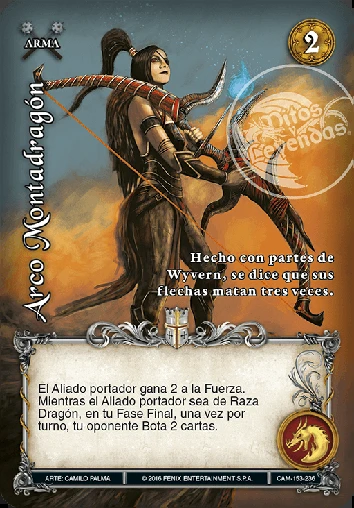 ARMA
2
Mitos y
Leyendas
Arco Montadragón
Hecho con partes de
Wyvern, se dice que sus
flechas matan tres veces.
El Aliado portador gana 2 a la Fuerza.
Mientras el Aliado portador sea de Raza
Dragón, en tu Fase Final, una vez por
turno, tu oponente Bota 2 cartas.
ARTE: CAMILO PALMA
© 2016 FENIX ENTERTAINMENT S.P.A.
CAM-153-236